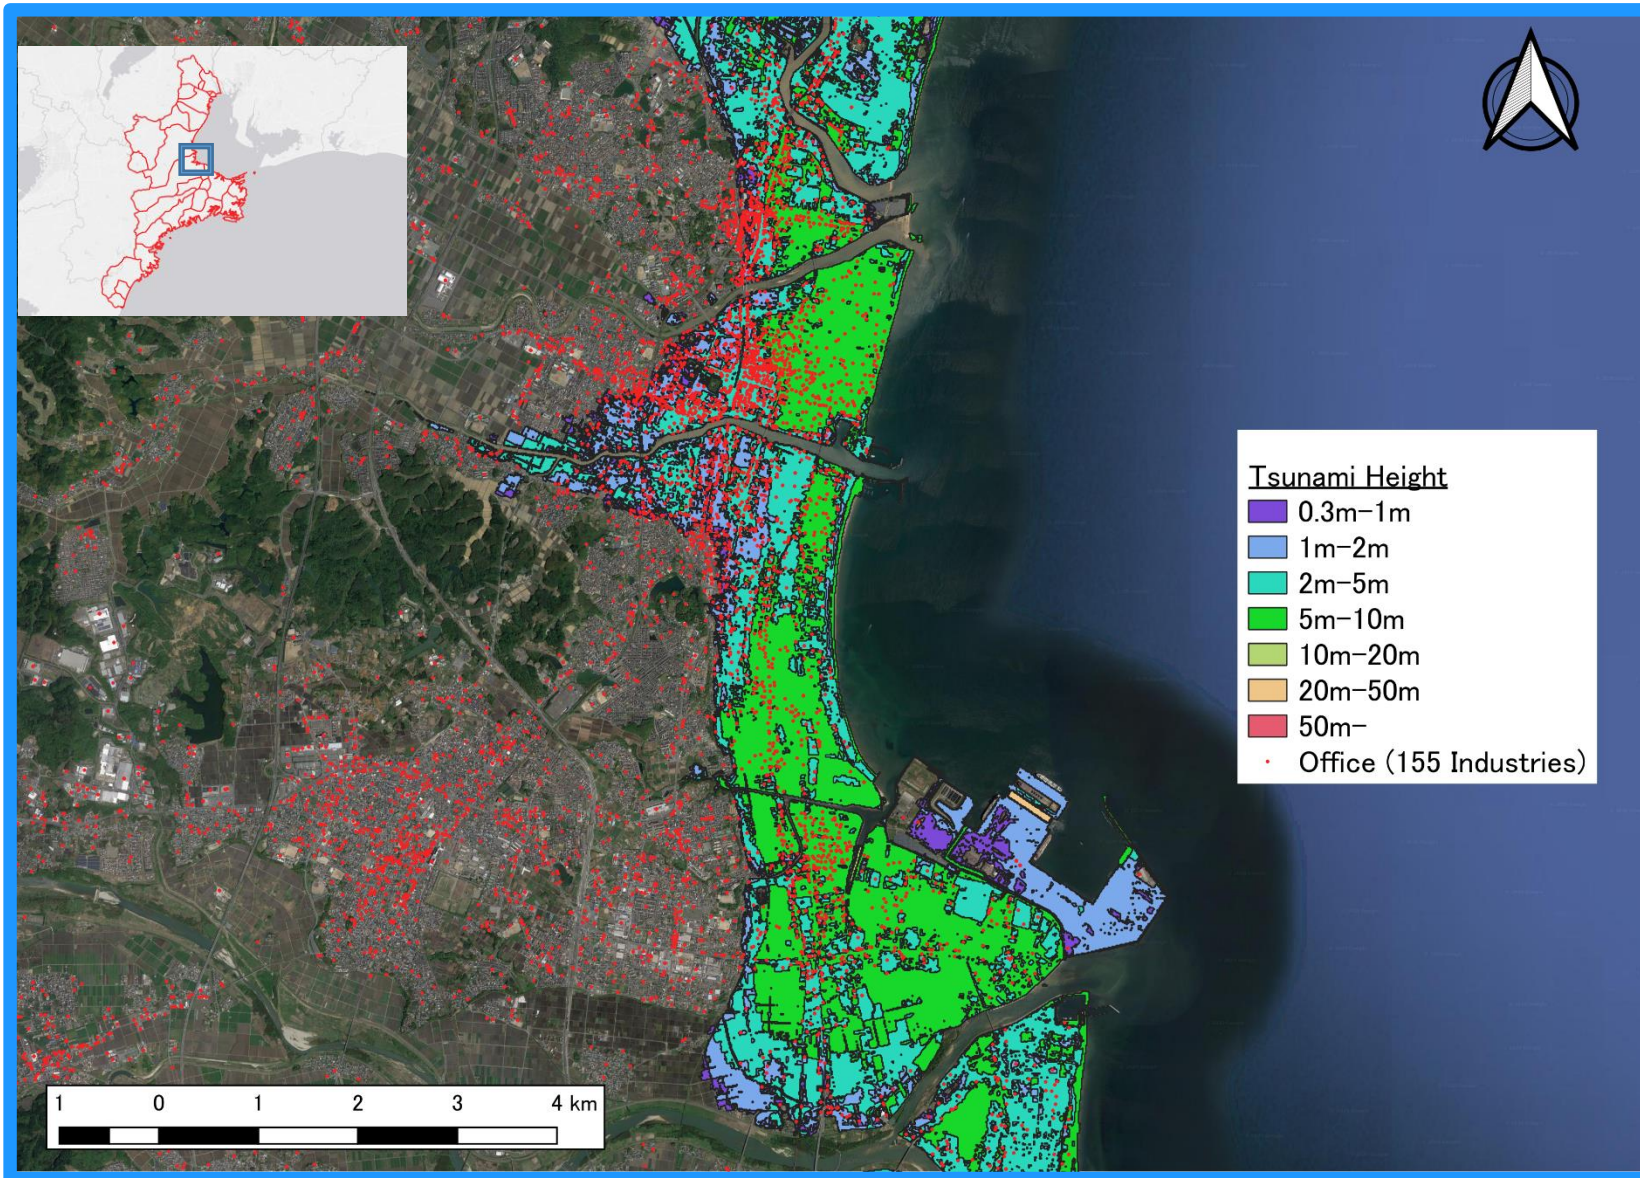 Tsunami Height
0.3m-1m
1m-2m
2m-5m
5m-10m
10m-20m
20m-50m
50m-
Office (155 Industries)
1 0 1 2 3 4 km